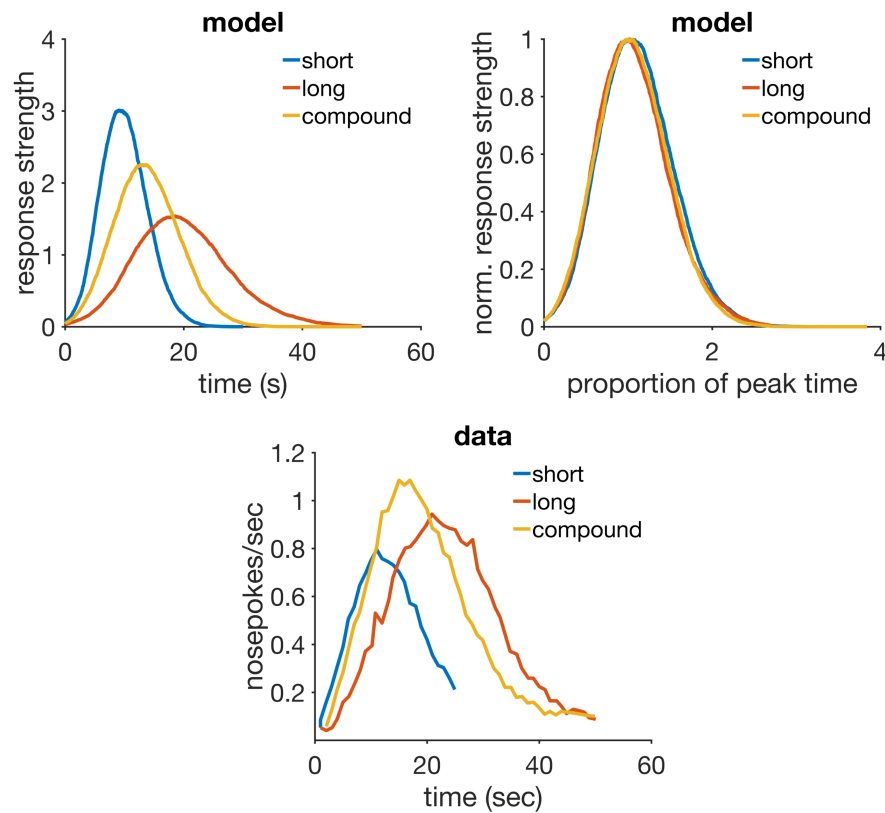 model
4
3
2
1
0
response strength
0 20 40 60
time (s)
short
long
compound
model
1
0.8
0.6
0.4
0.2
0
norm. response strength
0 2 4
proportion of peak time
short
long
compound
data
1.2
1
0.8
0.6
0.4
0.2
nosepokes/sec
0 20 40 60
time (sec)
short
long
compound